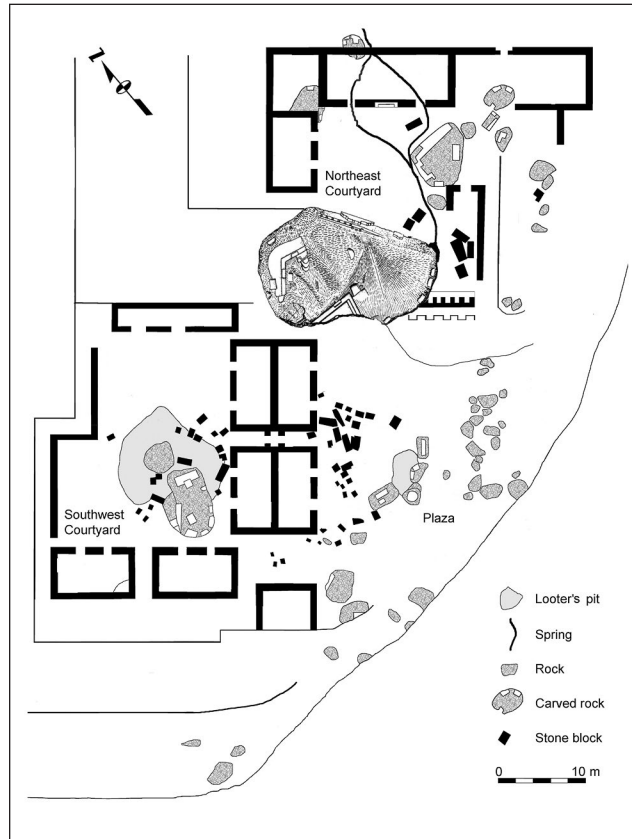 N
Northeast
Courtyard
Southwest
Courtyard
Plaza
Looter's pit
Spring
Rock
Carved rock
Stone block
0 10 m